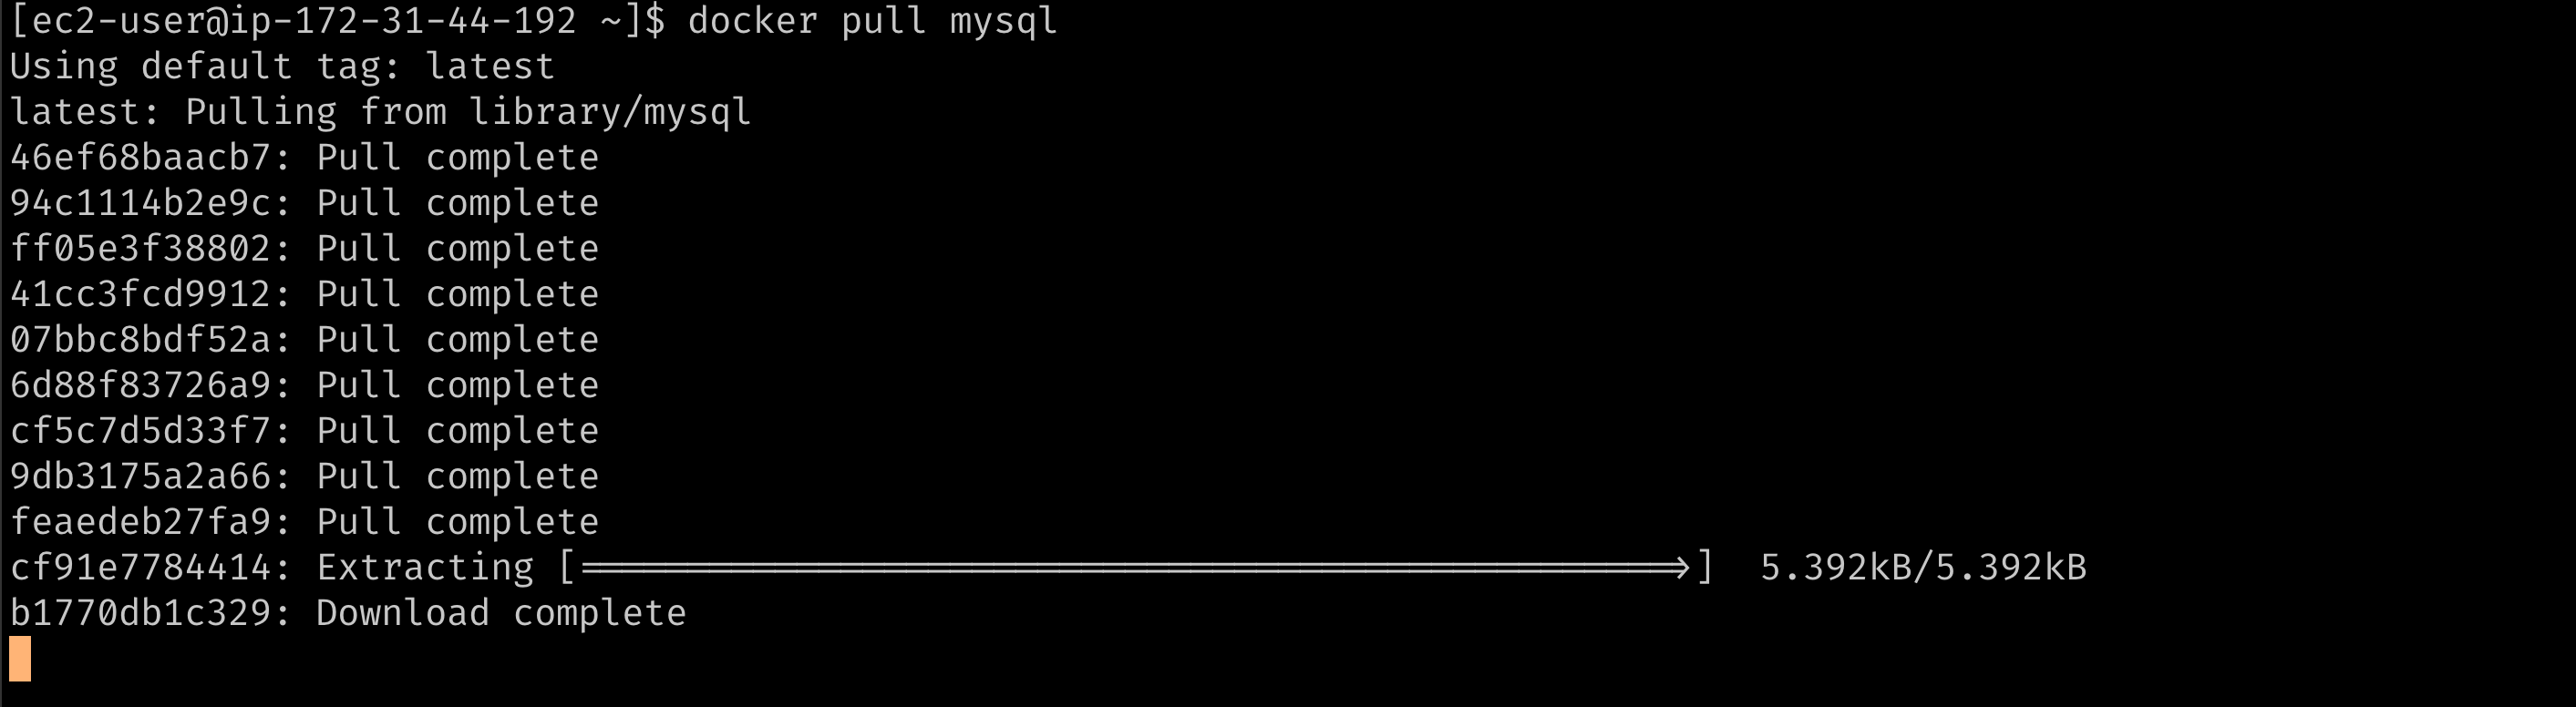 [ec2-user@ip-172-31-44-192 ~]$ docker pull mysql
Using default tag: latest
latest: Pulling from library/mysql
46ef68baacb7: Pull complete
94c1114b2e9c: Pull complete
ff05e3f38802: Pull complete
41cc3fcd9912: Pull complete
07bbc8bdf52a: Pull complete
6d88f83726a9: Pull complete
cf5c7d5d33f7: Pull complete
9db3175a2a66: Pull complete
feaedeb27fa9: Pull complete
cf91e7784414: Extracting [==================================================>]  5.392kB/5.392kB
b1770db1c329: Download complete